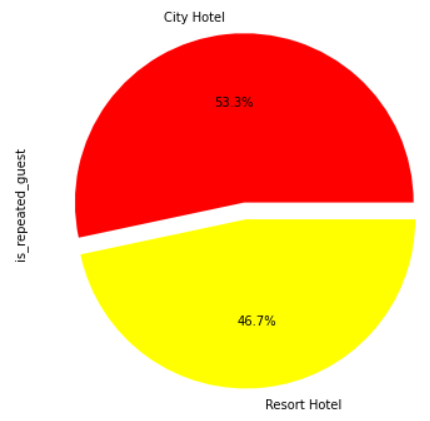 City Hotel
53.3%
is_repeated_guest
46.7%
Resort Hotel